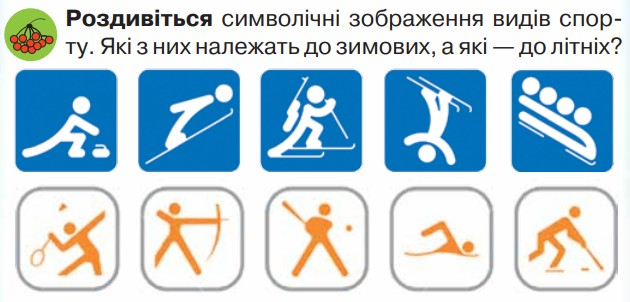 Роздивіться символічні зображення видів спор-
ту. Які з них належать до зимових, а які — до літніх?